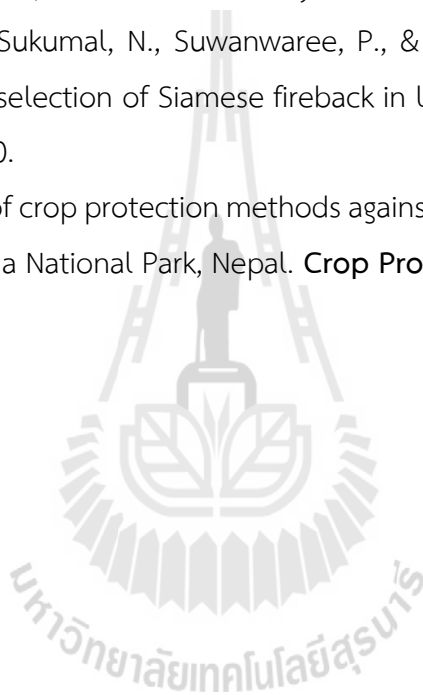 Sukumal, N., Suwanwaree, P., &
selection of Siamese fireback in U
0.
of crop protection methods agains
a National Park, Nepal. Crop Pro
มหาวิทยาลัยเทคโนโลยีสุรนารี